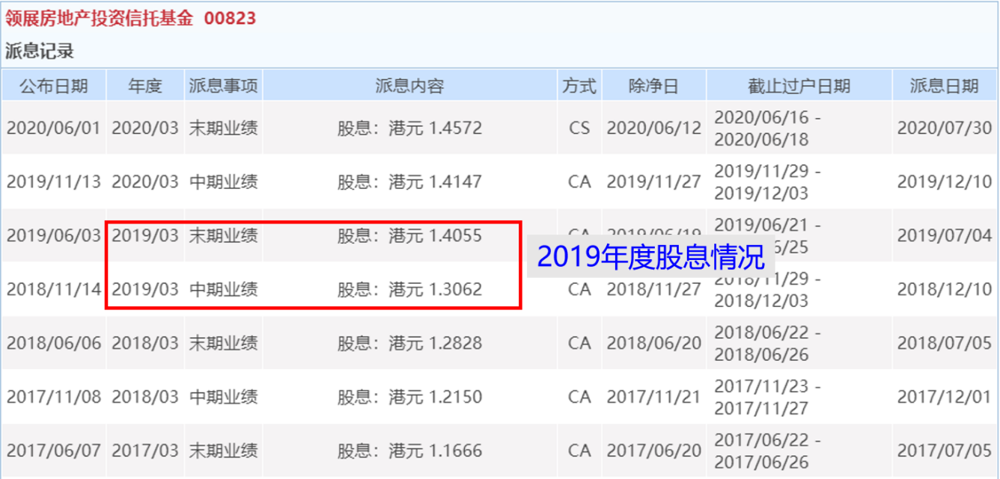 领展房地产投资信托基金 00823
派息记录
公布日期 年度 派息事项 派息内容 方式 除净日 截止过户日期 派息日期
2020/06/01 2020/03 末期业绩 股息：港元 1.4572 CS 2020/06/12 2020/06/16 - 2020/07/30
2020/06/18
2019/11/13 2020/03 中期业绩 股息：港元 1.4147 CA 2019/11/27 2019/11/29 - 2019/12/10
2019/12/03
2019/06/03 2019/03 末期业绩 股息：港元 1.4055 2019/06/21 - 2019/07/04
6/25
2019年度股息情况
2018/11/14 2019/03 中期业绩 股息：港元 1.3062 CA 2018/11/27 2018/11/29 - 2018/12/10
2018/12/03
2018/06/06 2018/03 末期业绩 股息：港元 1.2828 CA 2018/06/20 2018/06/22 - 2018/07/05
2018/06/26
2017/11/08 2018/03 中期业绩 股息：港元 1.2150 CA 2017/11/21 2017/11/23 - 2017/12/01
2017/11/27
2017/06/07 2017/03 末期业绩 股息：港元 1.1666 CA 2017/06/20 2017/06/22 - 2017/07/05
2017/06/26